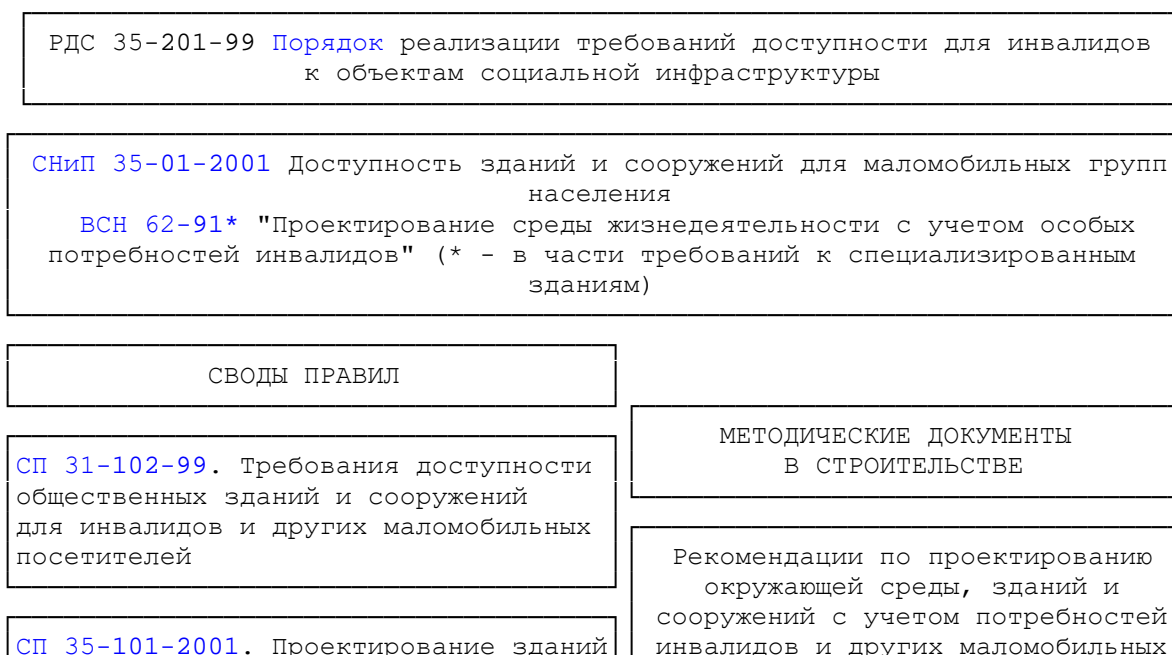 РДС 35-201-99 Порядок реализации требований доступности для инвалидов
к объектам социальной инфраструктуры
СНиП 35-01-2001 Доступность зданий и сооружений для маломобильных групп
населения
ВСН 62-91* "Проектирование среды жизнедеятельности с учетом особых
потребностей инвалидов" (* - в части требований к специализированным
зданиям)
СВОДЫ ПРАВИЛ
СП 31-102-99. Требования доступности
общественных зданий и сооружений
для инвалидов и других маломобильных
посетителей
СП 35-101-2001. Проектирование зданий
МЕТОДИЧЕСКИЕ ДОКУМЕНТЫ
В СТРОИТЕЛЬСТВЕ
Рекомендации по проектированию
окружающей среды, зданий и
сооружений с учетом потребностей
инвалидов и других маломобильных